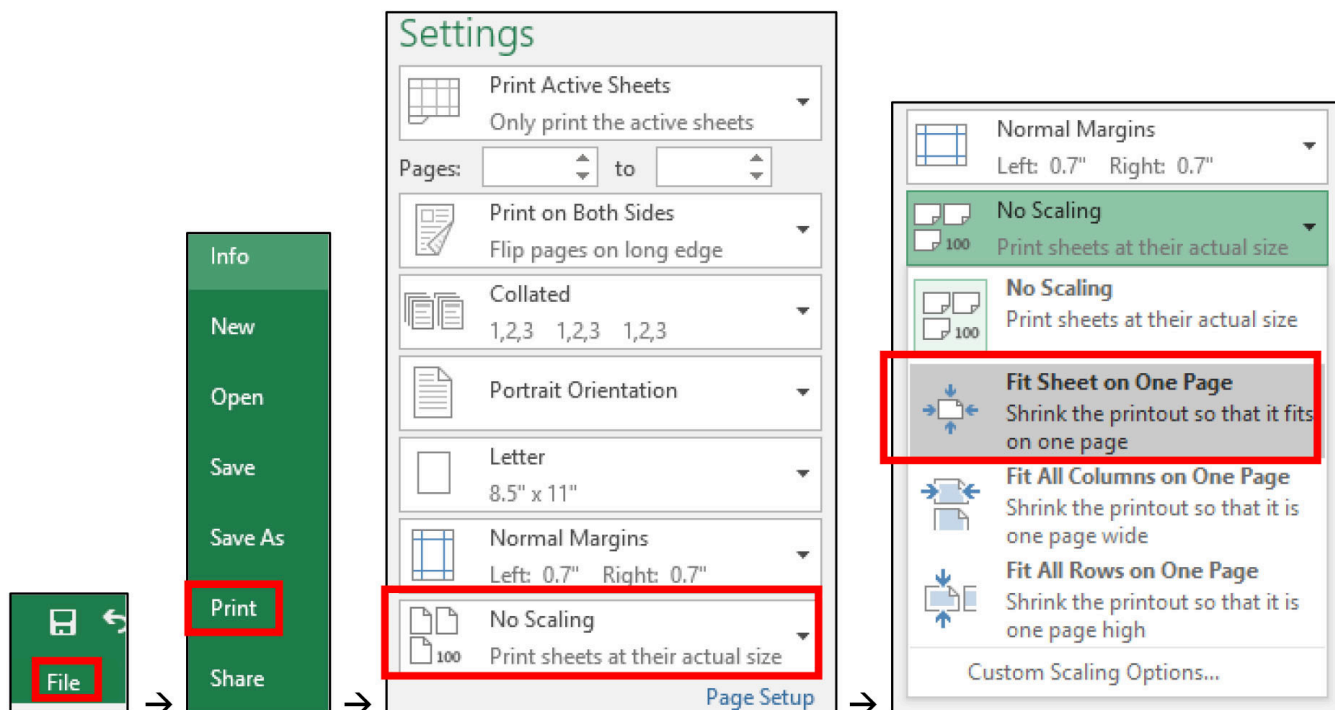 File
→
Info
New
Open
Save
Save As
Print
Share
→
Settings
Print Active Sheets
Only print the active sheets
Pages: to
Print on Both Sides
Flip pages on long edge
Collated
1,2,3 1,2,3 1,2,3
Portrait Orientation
Letter
8.5" x 11"
Normal Margins
Left: 0.7" Right: 0.7"
No Scaling
100 Print sheets at their actual size
Page Setup
→
Normal Margins
Left: 0.7" Right: 0.7"
No Scaling
100 Print sheets at their actual size
No Scaling
Print sheets at their actual size
100
Fit Sheet on One Page
Shrink the printout so that it fits
on one page
Fit All Columns on One Page
Shrink the printout so that it is
one page wide
Fit All Rows on One Page
Shrink the printout so that it is
one page high
Custom Scaling Options...